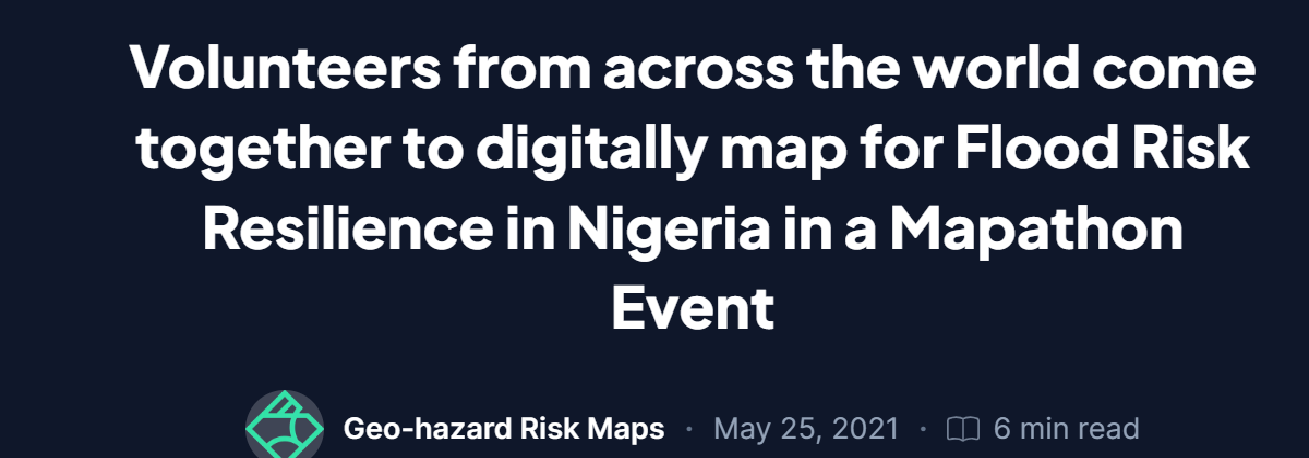 Volunteers from across the world come
together to digitally map for Flood Risk
Resilience in Nigeria in a Mapathon
Event
Geo-hazard Risk Maps · May 25, 2021 · 6 min read